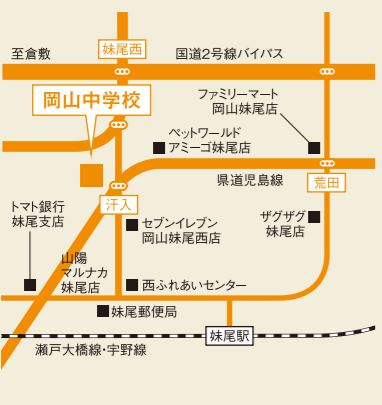 至倉敷
妹尾西
国道2号線バイパス
岡山中学校
ファミリーマート
岡山妹尾店
ペットワールド
アミーゴ妹尾店
県道児島線
荒田
汗入
トマト銀行
妹尾支店
セブンイレブン
岡山妹尾西店
ザグザグ
妹尾店
山陽
マルナカ
妹尾店
西ふれあいセンター
妹尾郵便局
妹尾駅
瀬戸大橋線・宇野線